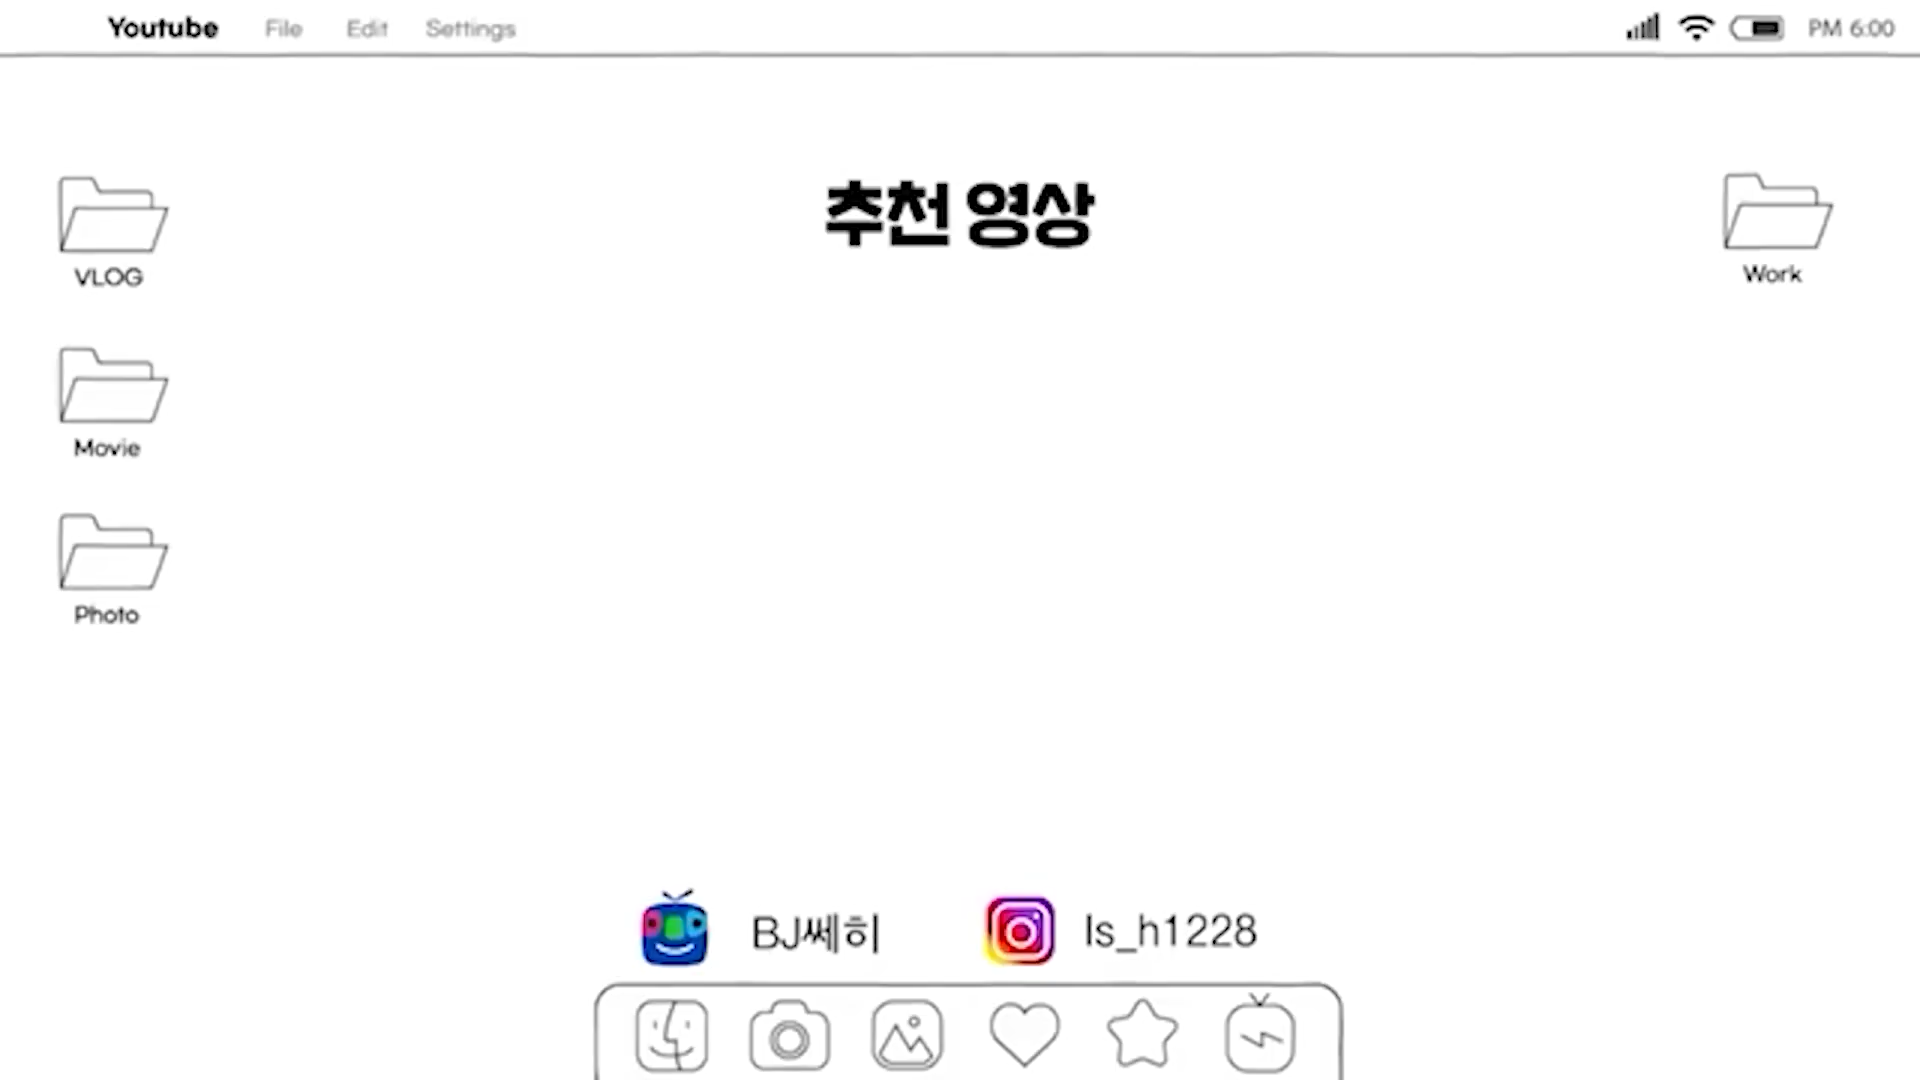 Youtube File Edit Settings PM 6:00
추천 영상
VLOG
Work
Movie
Photo
BJ쎄히 ls_h1228